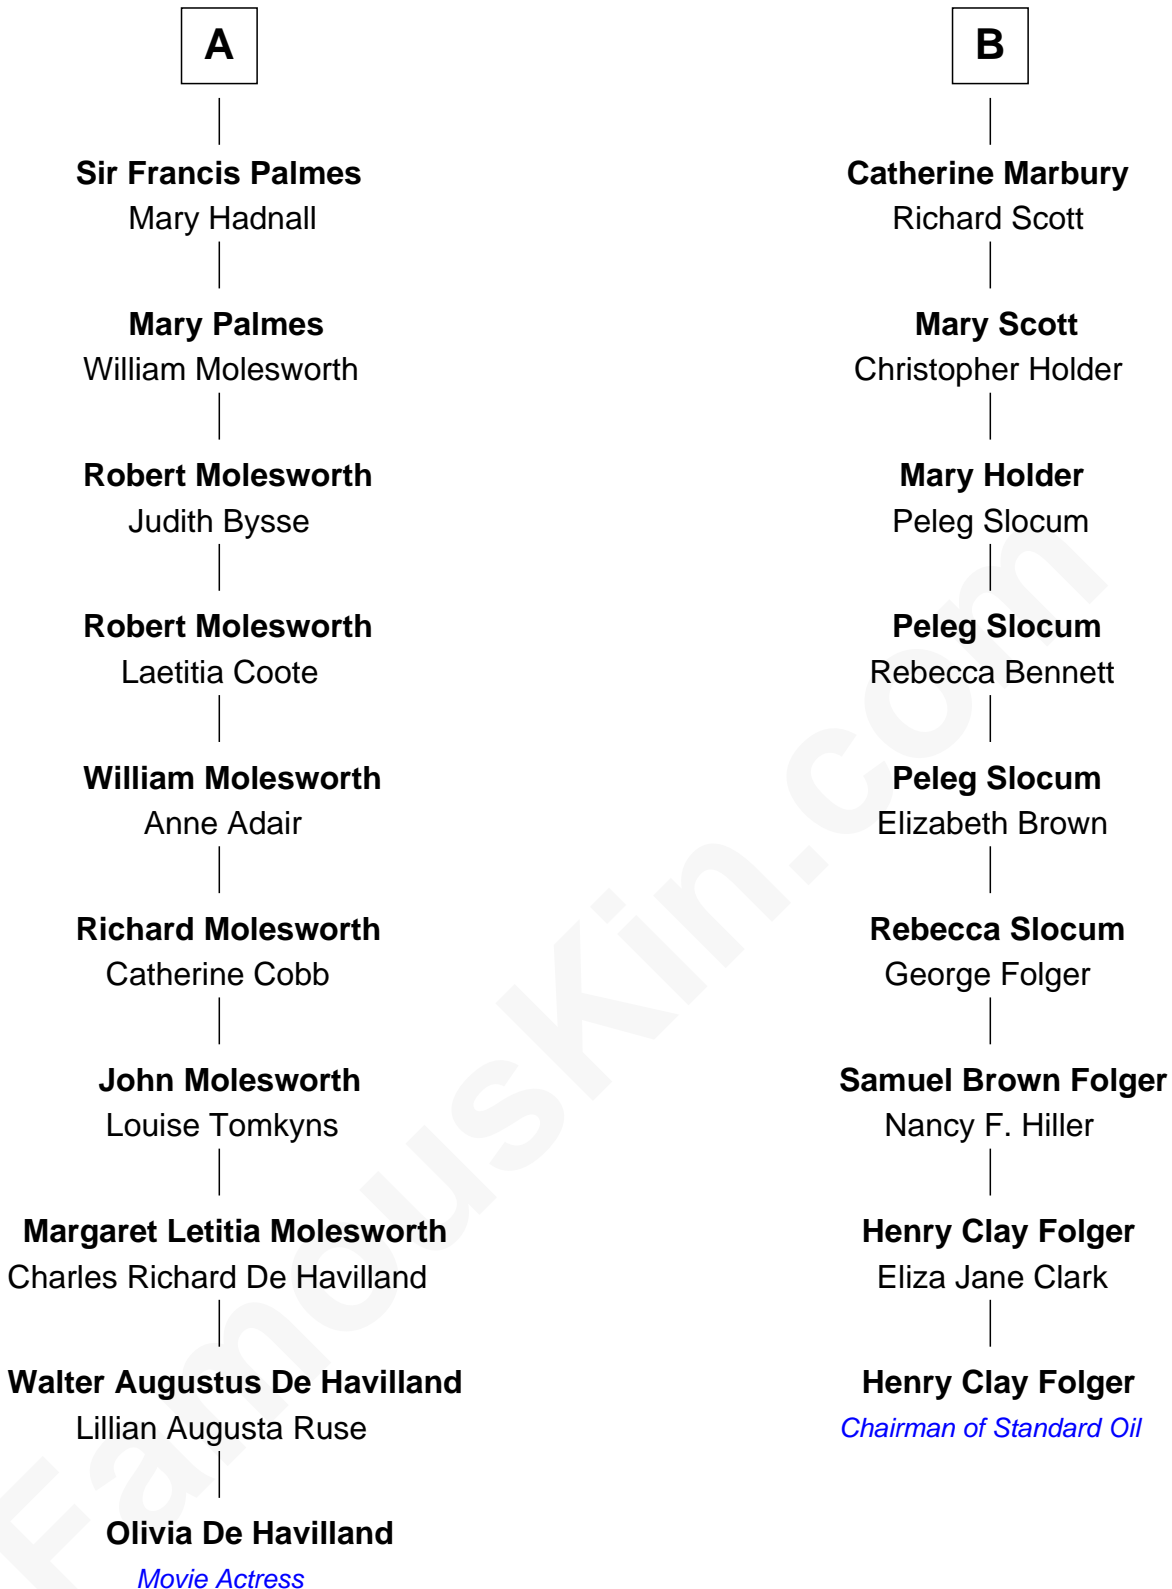 A
Sir Francis Palmes
Mary Hadnall
Mary Palmes
William Molesworth
Robert Molesworth
Judith Bysse
Robert Molesworth
Laetitia Coote
William Molesworth
Anne Adair
Richard Molesworth
Catherine Cobb
John Molesworth
Louise Tomkyns
Margaret Letitia Molesworth
Charles Richard De Havilland
Walter Augustus De Havilland
Lillian Augusta Ruse
Olivia De Havilland
Movie Actress
B
Catherine Marbury
Richard Scott
Mary Scott
Christopher Holder
Mary Holder
Peleg Slocum
Peleg Slocum
Rebecca Bennett
Peleg Slocum
Elizabeth Brown
Rebecca Slocum
George Folger
Samuel Brown Folger
Nancy F. Hiller
Henry Clay Folger
Eliza Jane Clark
Henry Clay Folger
Chairman of Standard Oil
FamousKin.com